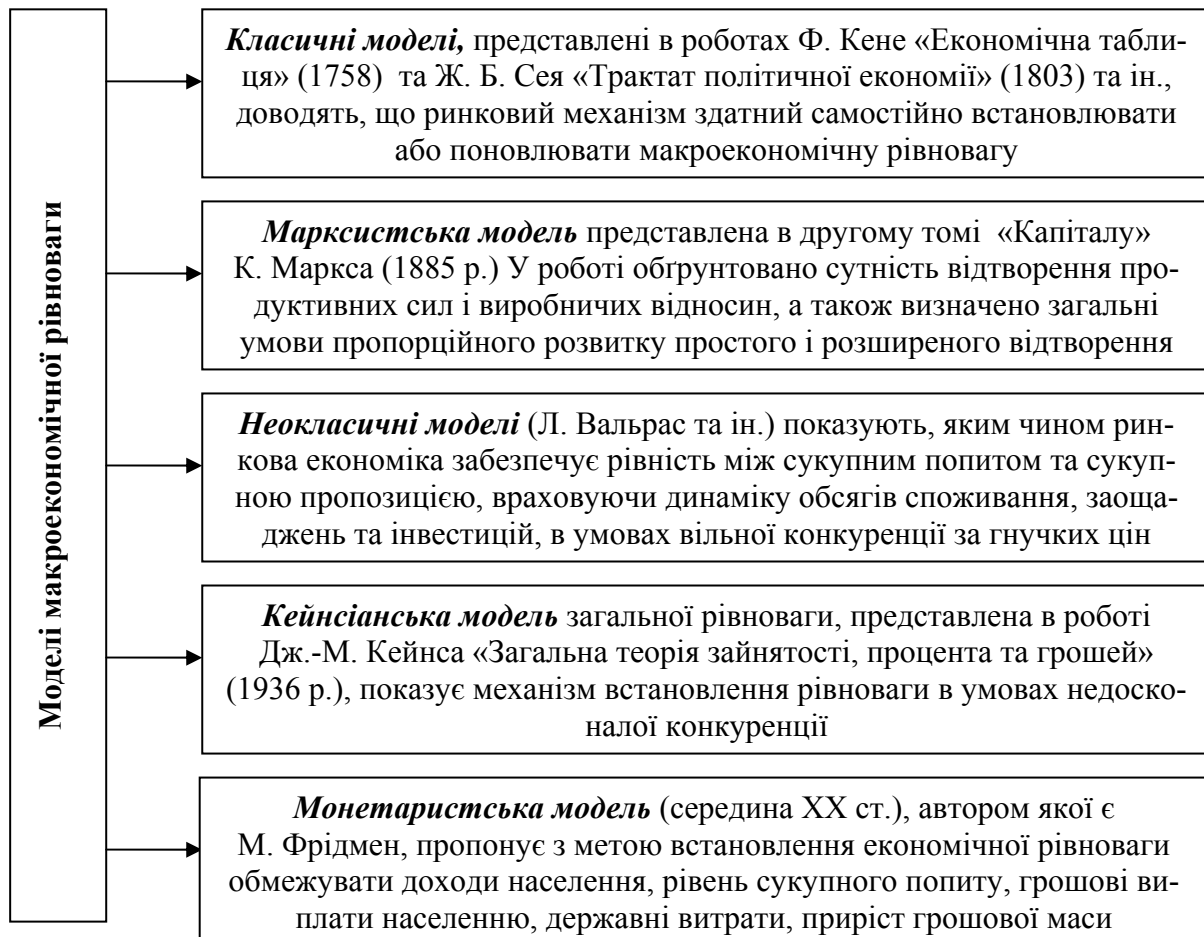 Моделі макроекономічної рівноваги
Класичні моделі, представлені в роботах Ф. Кене «Економічна табли-
ця» (1758) та Ж. Б. Сея «Трактат політичної економії» (1803) та ін.,
доводять, що ринковий механізм здатний самостійно встановлювати
або поновлювати макроекономічну рівновагу
Марксистська модель представлена в другому томі «Капіталу»
К. Маркса (1885 р.) У роботі обґрунтовано сутність відтворення про-
дуктивних сил і виробничих відносин, а також визначено загальні
умови пропорційного розвитку простого і розширеного відтворення
Неокласичні моделі (Л. Вальрас та ін.) показують, яким чином рин-
кова економіка забезпечує рівність між сукупним попитом та сукуп-
ною пропозицією, враховуючи динаміку обсягів споживання, заоща-
джень та інвестицій, в умовах вільної конкуренції за гнучких цін
Кейнсіанська модель загальної рівноваги, представлена в роботі
Дж.-М. Кейнса «Загальна теорія зайнятості, процента та грошей»
(1936 р.), показує механізм встановлення рівноваги в умовах недоско-
налої конкуренції
Монетаристська модель (середина ХХ ст.), автором якої є
М. Фрідмен, пропонує з метою встановлення економічної рівноваги
обмежувати доходи населення, рівень сукупного попиту, грошові ви-
плати населенню, державні витрати, приріст грошової маси